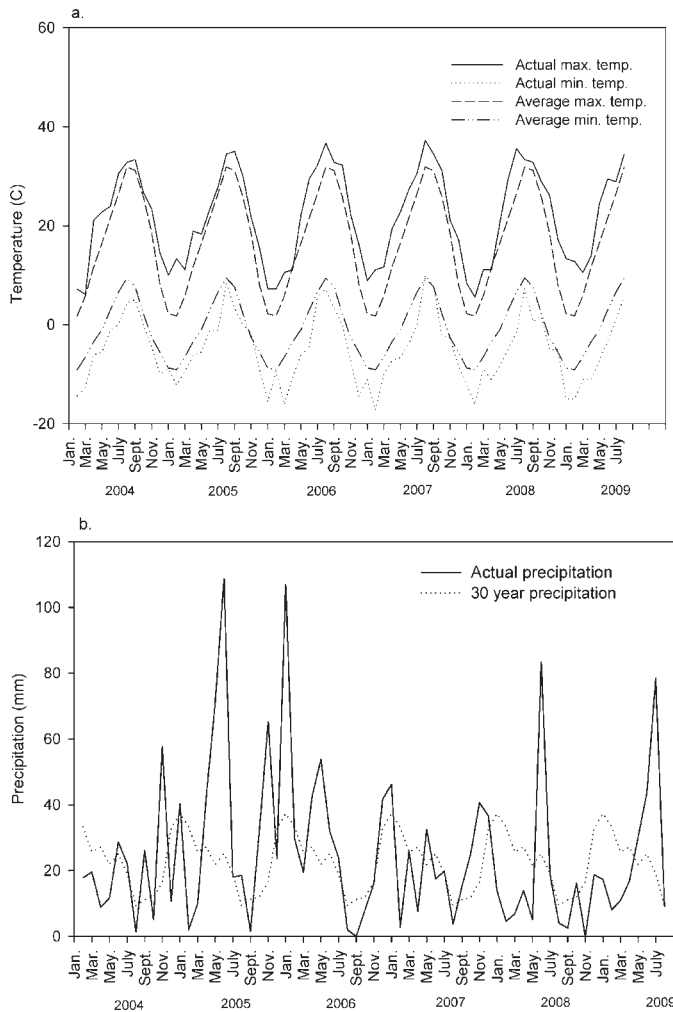 a.
60
40
20
0
-20
Temperature (C)
Actual max. temp.
Actual min. temp.
Average max. temp.
Average min. temp.
Jan. Mar. May. July Sept. Nov. Jan. Mar. May. July Sept. Nov. Jan. Mar. May. July Sept. Nov. Jan. Mar. May. July Sept. Nov. Jan. Mar. May. July Sept. Nov. Jan. Mar. May. July
2004 2005 2006 2007 2008 2009
b.
120
100
80
60
40
20
0
Precipitation (mm)
Actual precipitation
30 year precipitation
Jan. Mar. May. July Sept. Nov. Jan. Mar. May. July Sept. Nov. Jan. Mar. May. July Sept. Nov. Jan. Mar. May. July Sept. Nov. Jan. Mar. May. July Sept. Nov. Jan. Mar. May. July
2004 2005 2006 2007 2008 2009